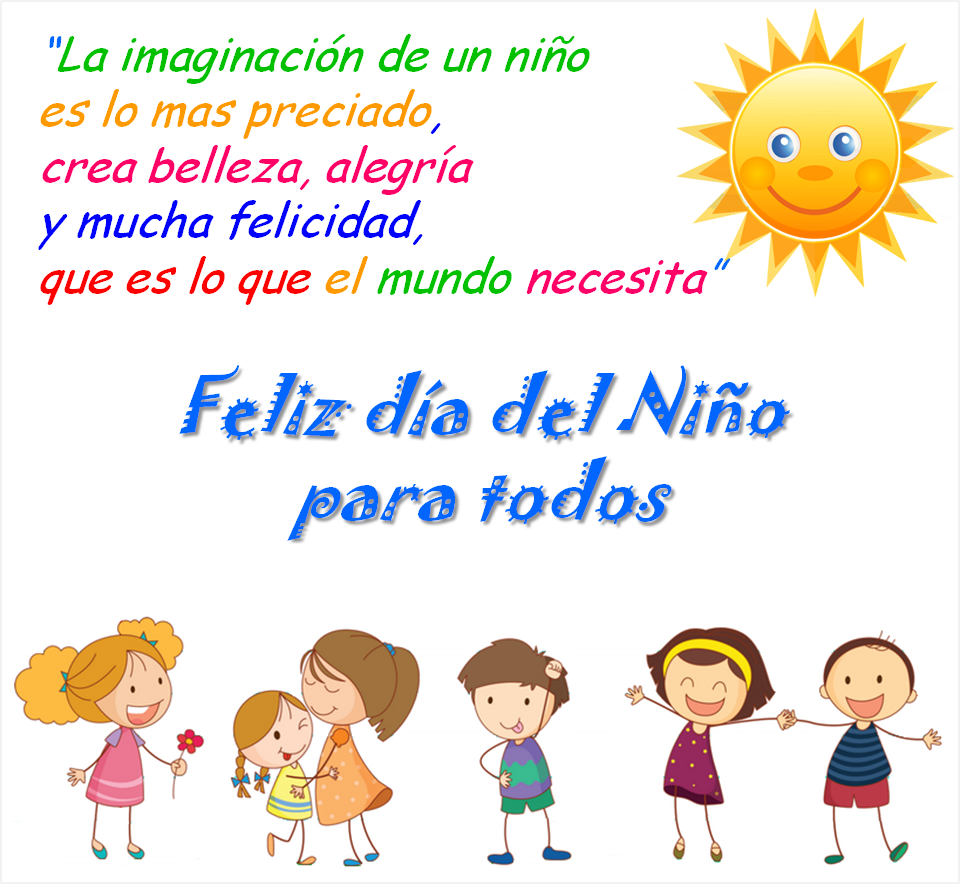 "La imaginación de un niño
es lo mas preciado,
crea belleza, alegría
y mucha felicidad,
que es lo que el mundo necesita"
Feliz día del Niño
para todos